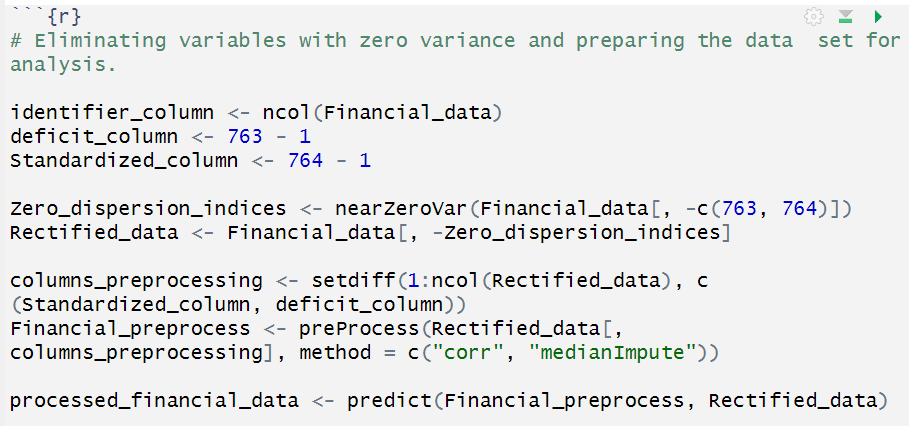 ```{r}
# Eliminating variables with zero variance and preparing the data  set for
analysis.
identifier_column <- ncol(Financial_data)
deficit_column <- 763 - 1
Standardized_column <- 764 - 1
Zero_dispersion_indices <- nearZeroVar(Financial_data[, -c(763, 764)])
Rectified_data <- Financial_data[, -Zero_dispersion_indices]
columns_preprocessing <- setdiff(1:ncol(Rectified_data), c
(Standardized_column, deficit_column))
Financial_preprocess <- preProcess(Rectified_data[,
columns_preprocessing], method = c("corr", "medianImpute"))
processed_financial_data <- predict(Financial_preprocess, Rectified_data)